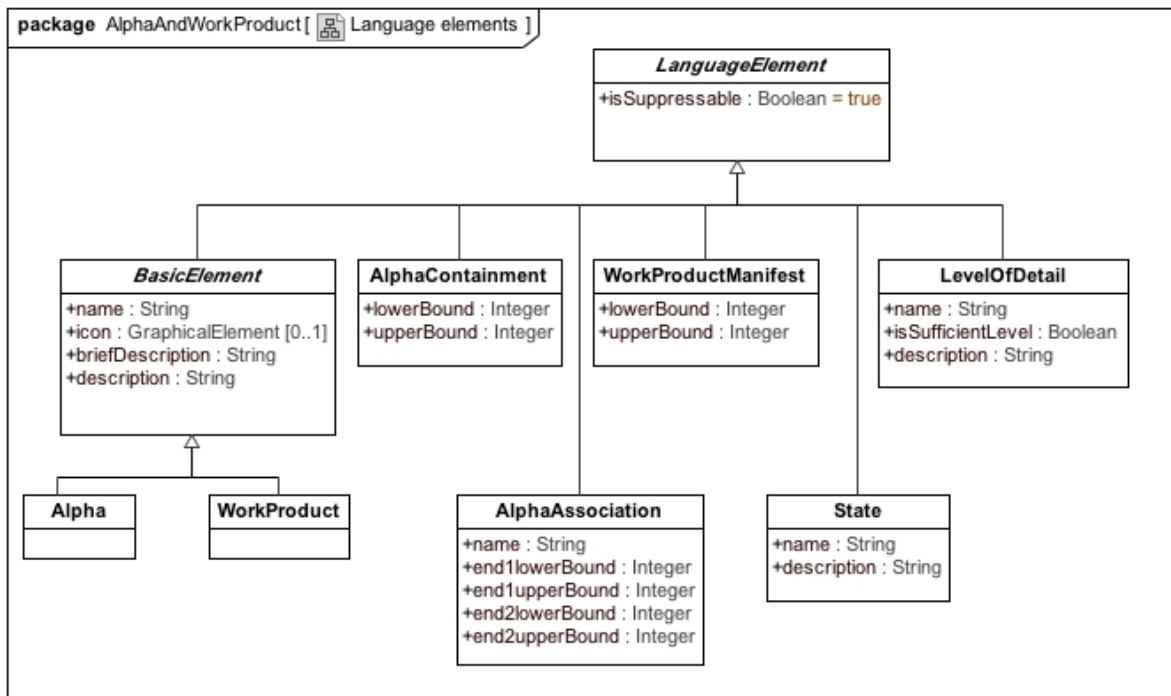 package AlphaAndWorkProduct [ Language elements ]
LanguageElement
+isSuppressable : Boolean = true
BasicElement
+name : String
+icon : GraphicalElement [0..1]
+briefDescription : String
+description : String
AlphaContainment
+lowerBound : Integer
+upperBound : Integer
WorkProductManifest
+lowerBound : Integer
+upperBound : Integer
LevelOfDetail
+name : String
+isSufficientLevel : Boolean
+description : String
Alpha
WorkProduct
AlphaAssociation
+name : String
+end1lowerBound : Integer
+end1upperBound : Integer
+end2lowerBound : Integer
+end2upperBound : Integer
State
+name : String
+description : String